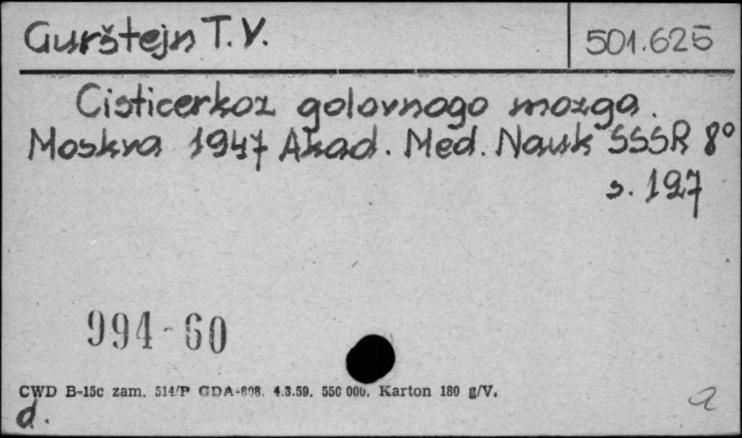 Gurštejn T.V.
501.625
Cisticerkoz golovnogo mozga.
Moskva 1947 Akad. Med. Nauk SSSR 8°
s. 127
994-60
CWD B-15c zam. 514/P GDA-808. 4.3.59. 550 000. Karton 180 g/V.
d.
a